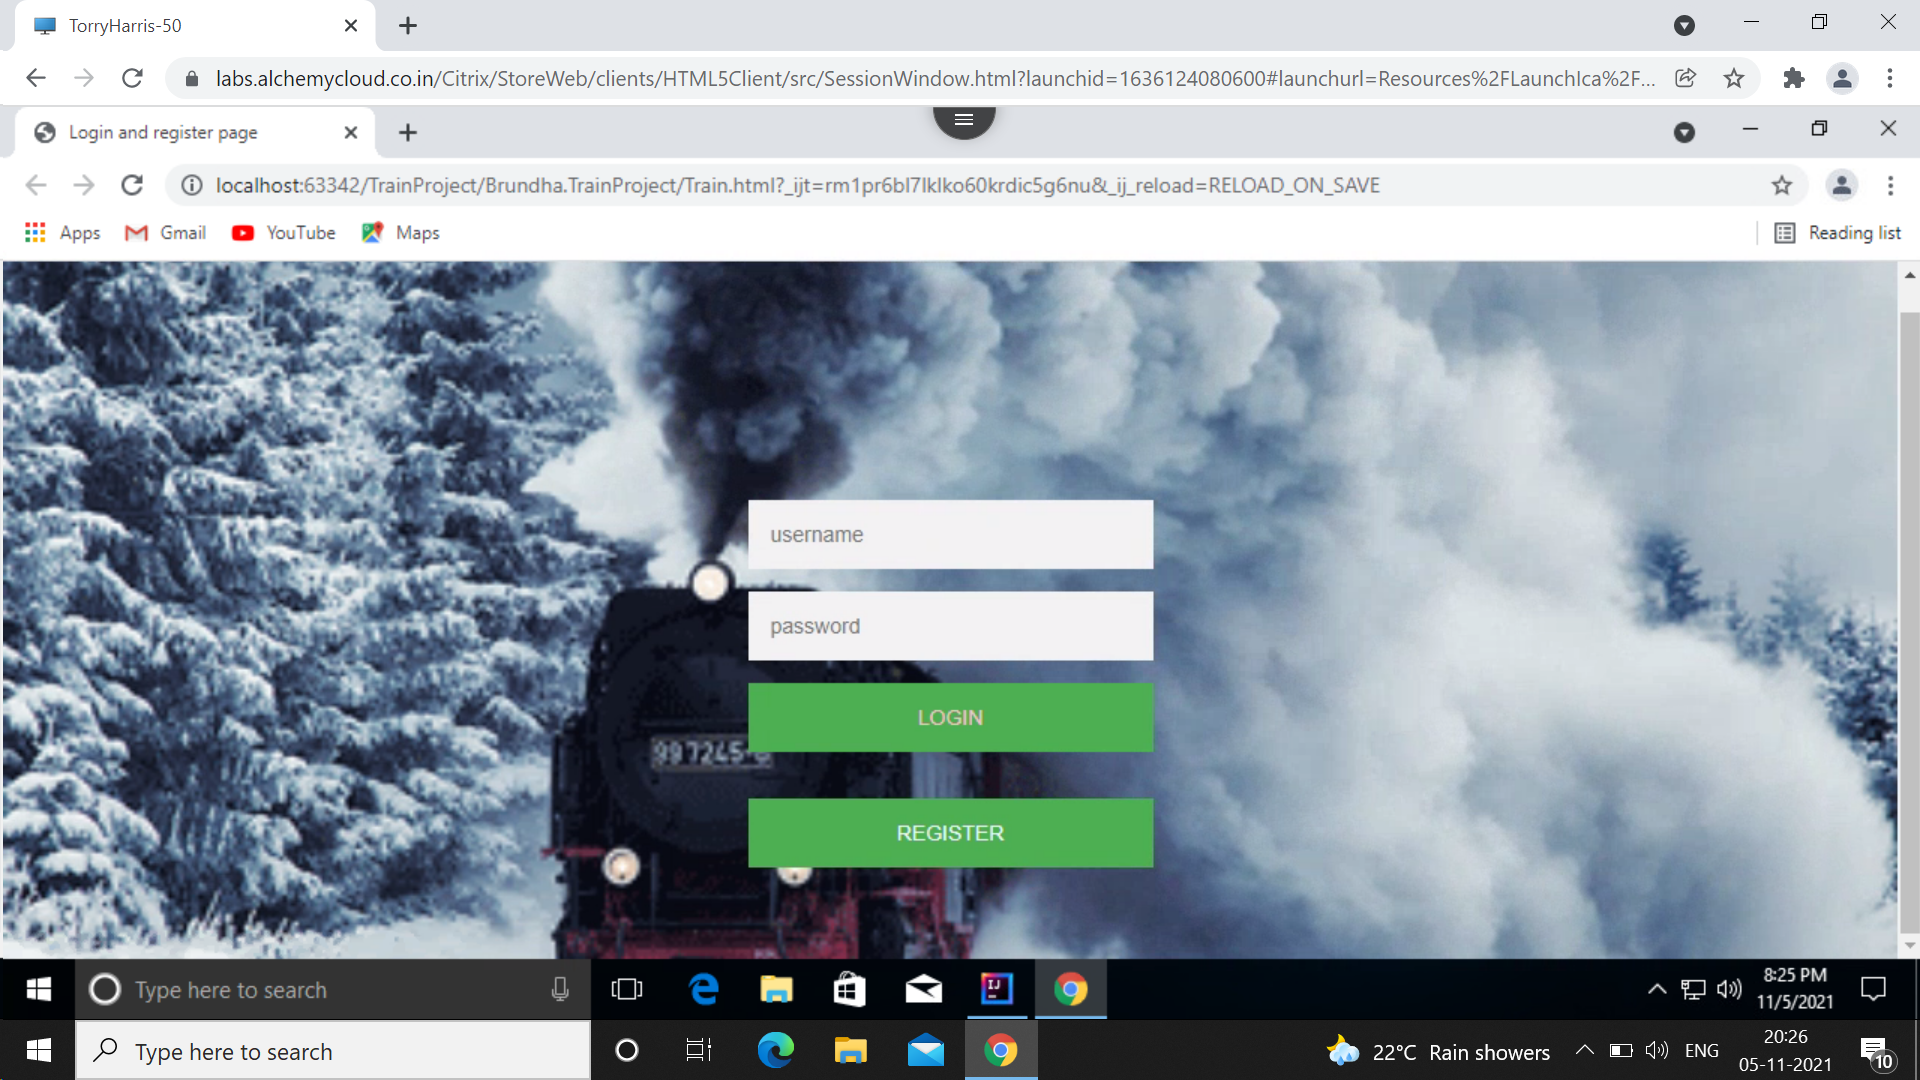 TorryHarris-50
labs.alchemycloud.co.in/Citrix/StoreWeb/clients/HTML5Client/src/SessionWindow.html?launchid=1636124080600#launchurl=Resources%2FLaunchIca%2F...
Login and register page
localhost:63342/TrainProject/Brundha.TrainProject/Train.html?_ijt=rm1pr6bl7lklko60krdic5g6nu&_ij_reload=RELOAD_ON_SAVE
Apps Gmail YouTube Maps Reading list
username
password
LOGIN
997245-
REGISTER
Type here to search
8:25 PM
11/5/2021
Type here to search
22°C Rain showers
ENG
20:26
05-11-2021
10